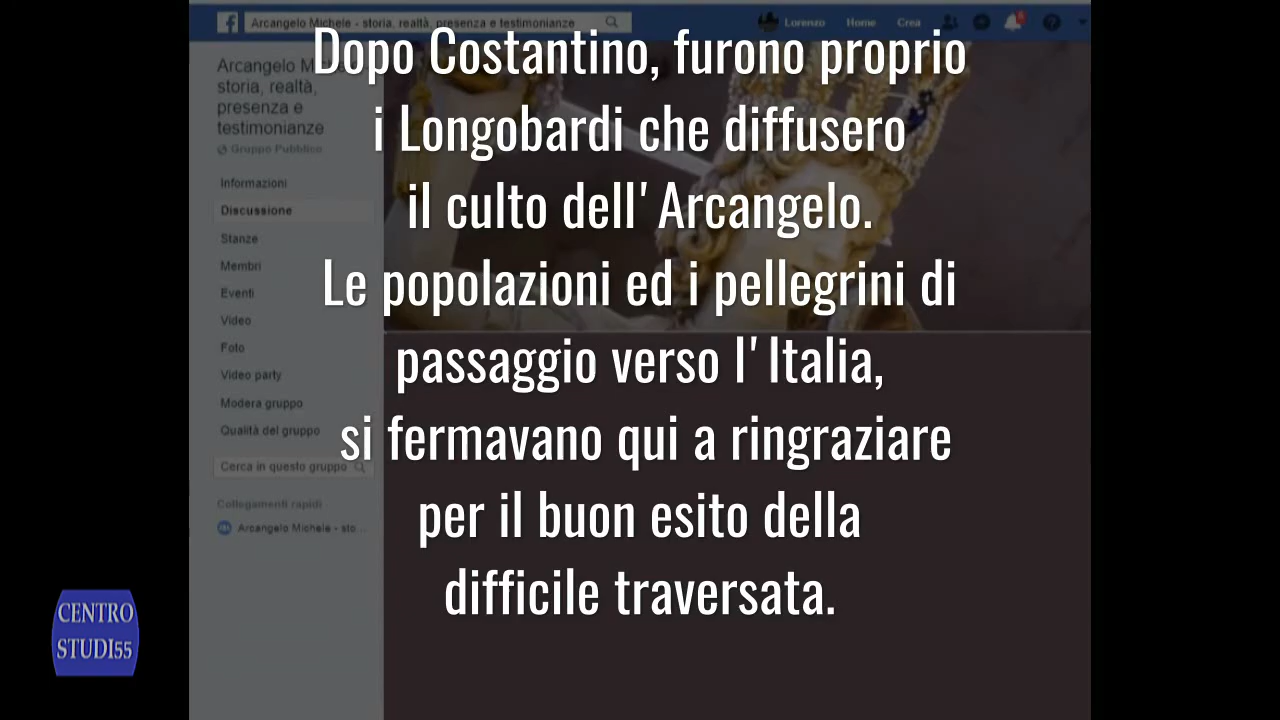 Arcangelo Michele - storia, realtà, presenza e testimonianze
Lorenzo
Home
Crea
Dopo Costantino, furono proprio
i Longobardi che diffusero
il culto dell'Arcangelo.
Le popolazioni ed i pellegrini di
passaggio verso l'Italia,
si fermavano qui a ringraziare
per il buon esito della
difficile traversata.
Arcangelo
storia, realtà,
presenza e
testimonianze
Gruppo Pubblico
Informazioni
Discussione
Stanze
Membri
Eventi
Video
Foto
Video party
Modera gruppo
Qualità del gruppo
Cerca in questo gruppo
Collegamenti rapidi
Arcangelo Michele - sto...
CENTRO
STUDI55